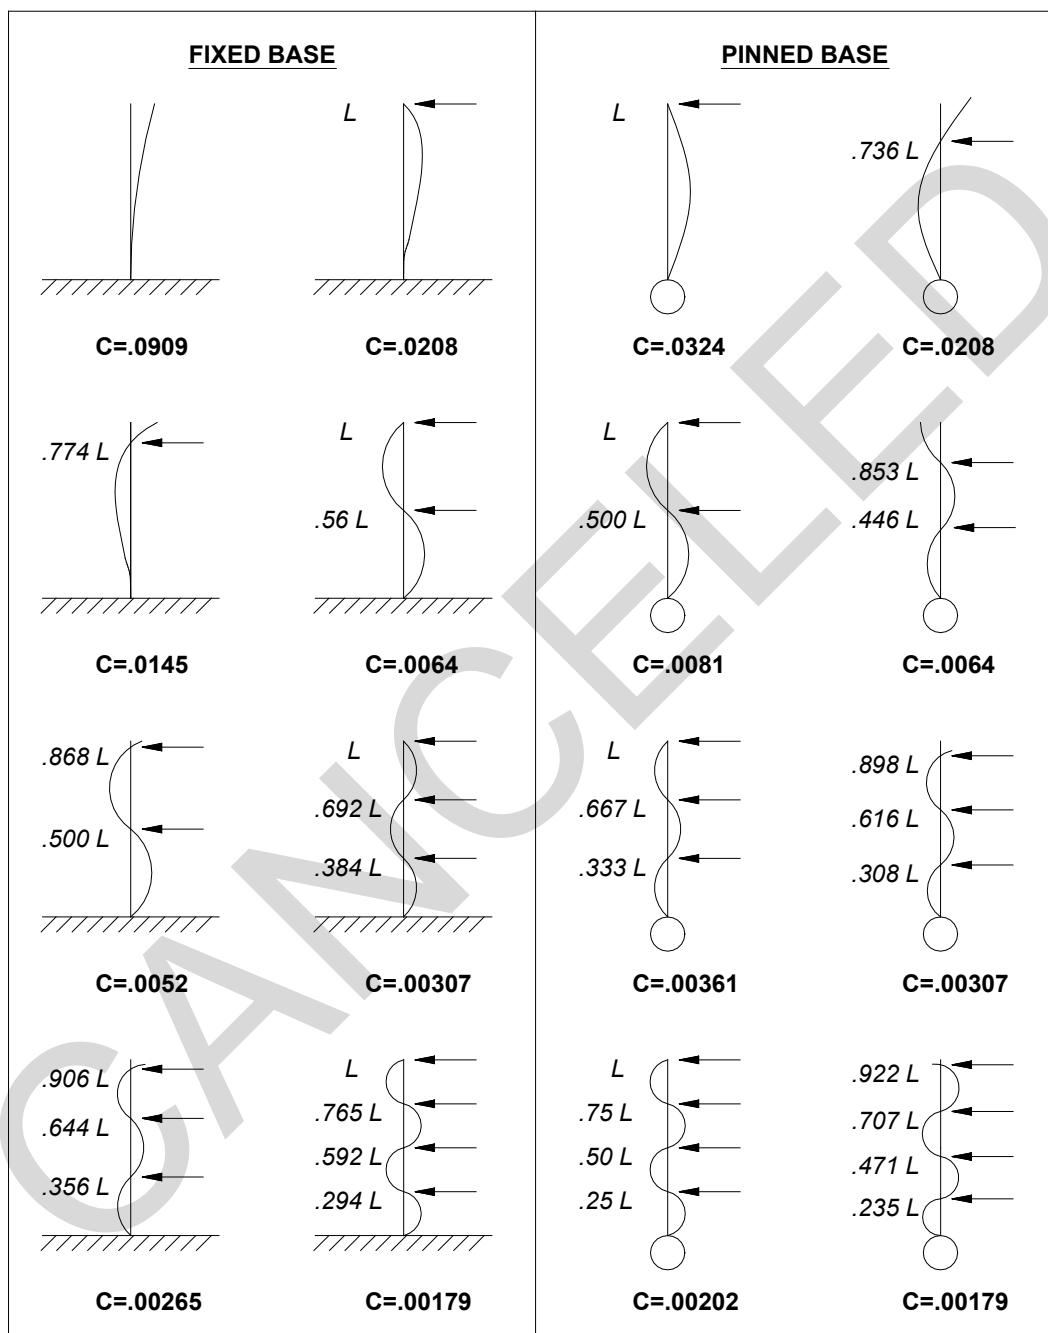 FIXED BASE
PINNED BASE
L
L
.736 L
C=.0909
C=.0208
C=.0324
C=.0208
.774 L
L
.56 L
L
.500 L
.853 L
.446 L
C=.0145
C=.0064
C=.0081
C=.0064
.868 L
.500 L
L
.692 L
.384 L
L
.667 L
.333 L
.898 L
.616 L
.308 L
C=.0052
C=.00307
C=.00361
C=.00307
.906 L
.644 L
.356 L
L
.765 L
.592 L
.294 L
L
.75 L
.50 L
.25 L
.922 L
.707 L
.471 L
.235 L
C=.00265
C=.00179
C=.00202
C=.00179
CANCELED